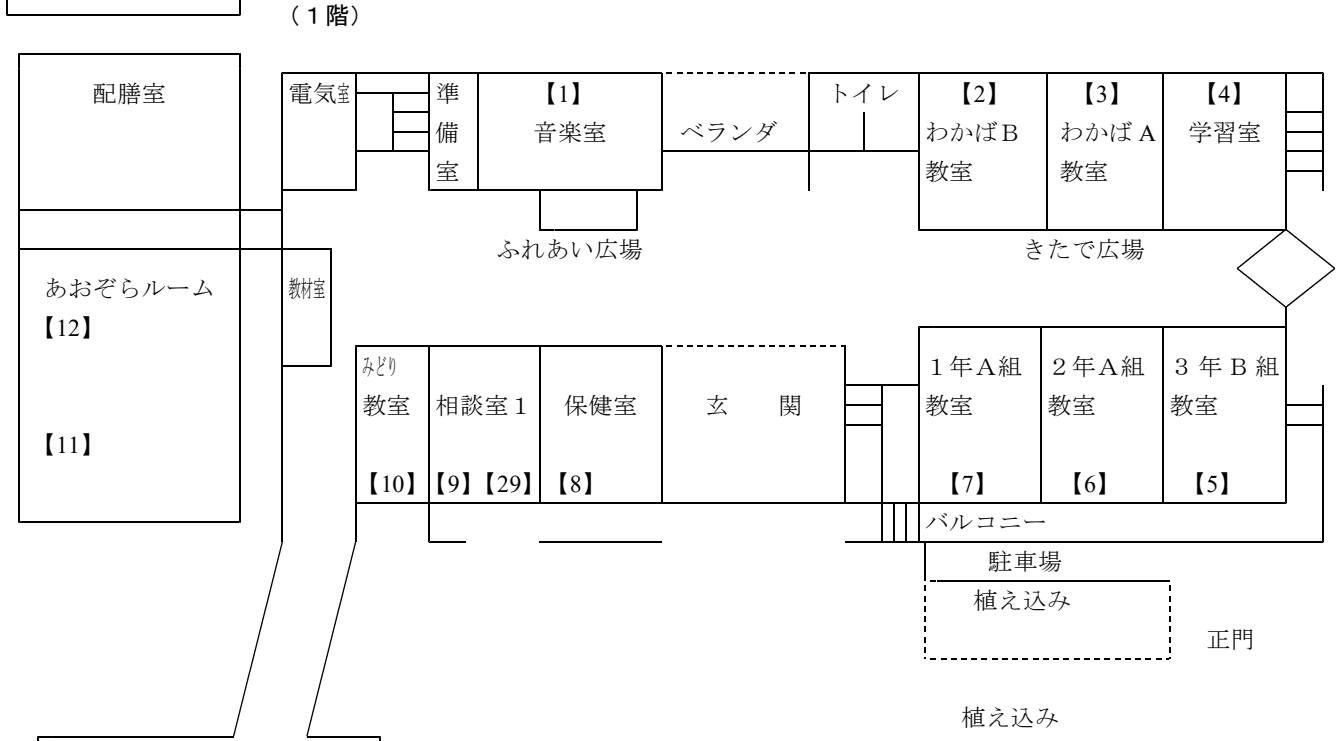 （１階）
配膳室
電気室
準備室
【1】
音楽室
ベランダ
トイレ
【2】
わかばＢ
教室
【3】
わかばＡ
教室
【4】
学習室
ふれあい広場
きたで広場
あおぞらルーム
【12】
【11】
教材室
みどり
教室
【10】
相談室１
【9】【29】
保健室
【8】
玄　関
１年Ａ組
教室
【7】
２年Ａ組
教室
【6】
３年Ｂ組
教室
【5】
バルコニー
駐車場
植え込み
正門
植え込み